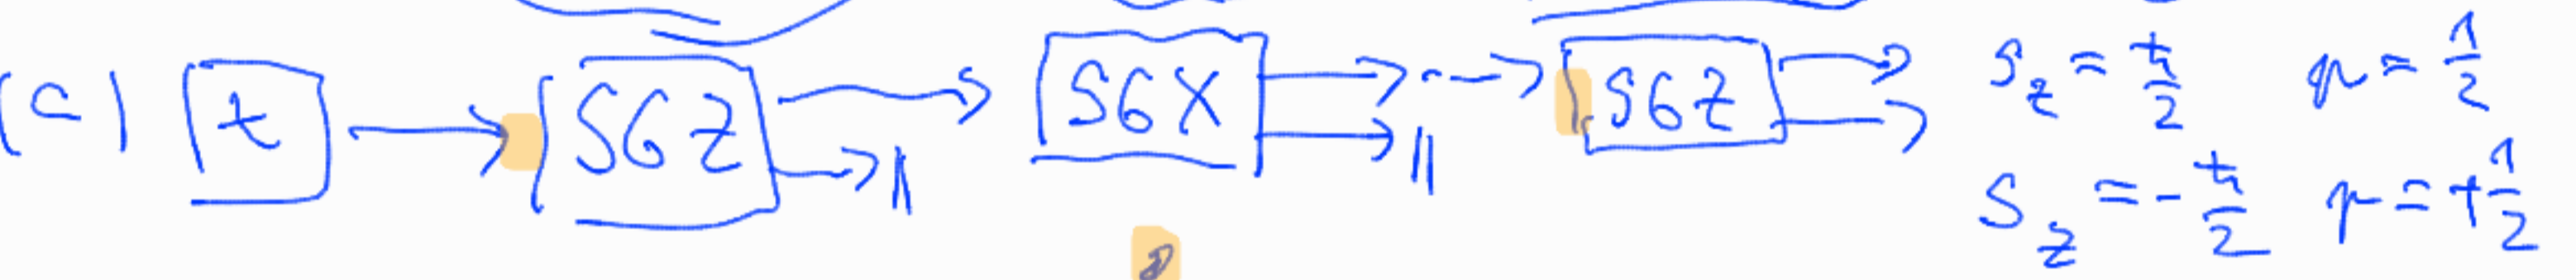 (c) t → SGZ → SGX → --→ SGZ → S_z = ħ/2 p = 1/2
S_z = -ħ/2 p = +1/2